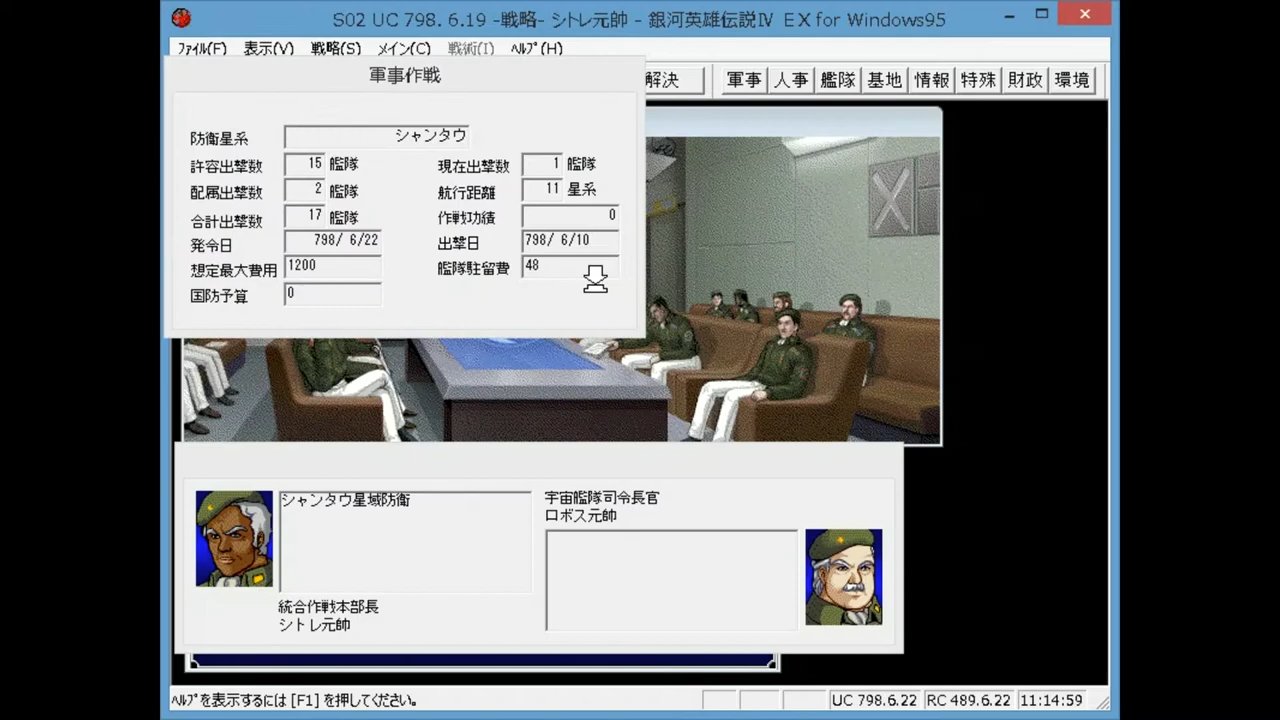 S02 UC 798. 6.19 -戦略- シトレ元帥 - 銀河英雄伝説Ⅳ EX for Windows95
ﾌｧｲﾙ(F) 表示(V) 戦略(S) メイン(C) 戦術(I) ﾍﾙﾌﾟ(H)
解決 軍事 人事 艦隊 基地 情報 特殊 財政 環境
軍事作戦
防衛星系 シャンタウ
許容出撃数 15 艦隊 現在出撃数 1 艦隊
配属出撃数 2 艦隊 航行距離 11 星系
合計出撃数 17 艦隊 作戦功績 0
発令日 798/ 6/22 出撃日 798/ 6/10
想定最大費用 1200 艦隊駐留費 48
国防予算 0
シャンタウ星域防衛
統合作戦本部長
シトレ元帥
宇宙艦隊司令長官
ロボス元帥
ﾍﾙﾌﾟを表示するには [F1] を押してください。 UC 798.6.22 RC 489.6.22 11:14:59